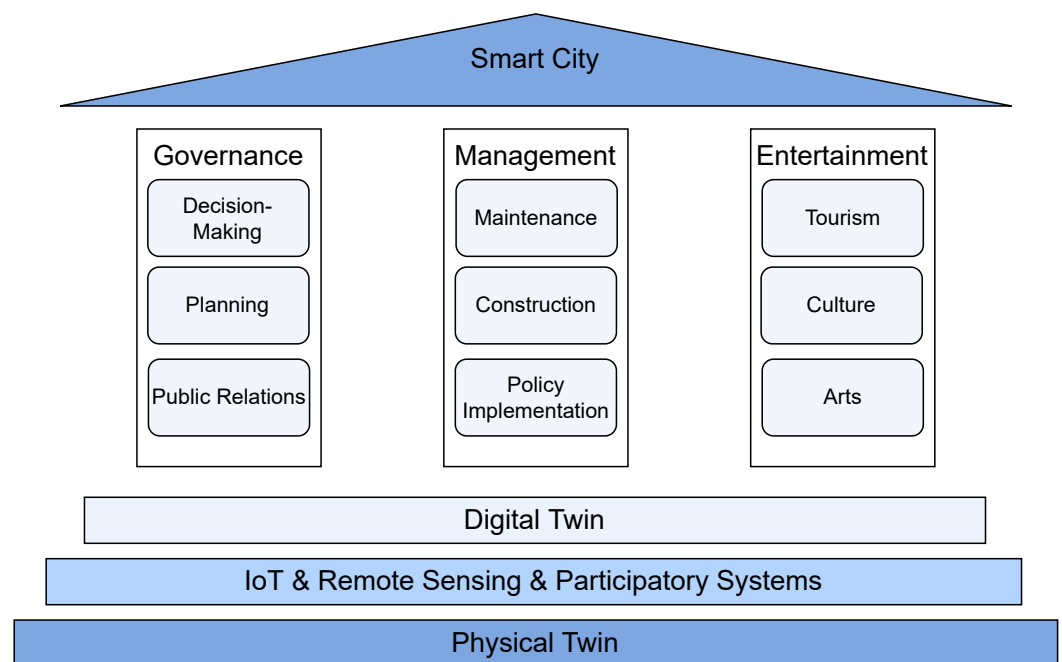 Smart City
Governance
Decision-
Making
Planning
Public Relations
Management
Maintenance
Construction
Policy
Implementation
Entertainment
Tourism
Culture
Arts
Digital Twin
IoT & Remote Sensing & Participatory Systems
Physical Twin